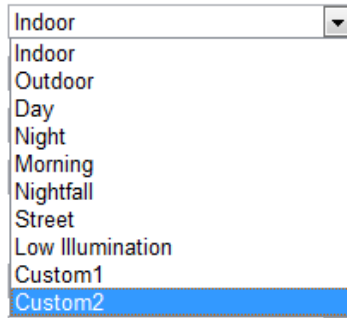 Indoor
Indoor
Outdoor
Day
Night
Morning
Nightfall
Street
Low Illumination
Custom1
Custom2